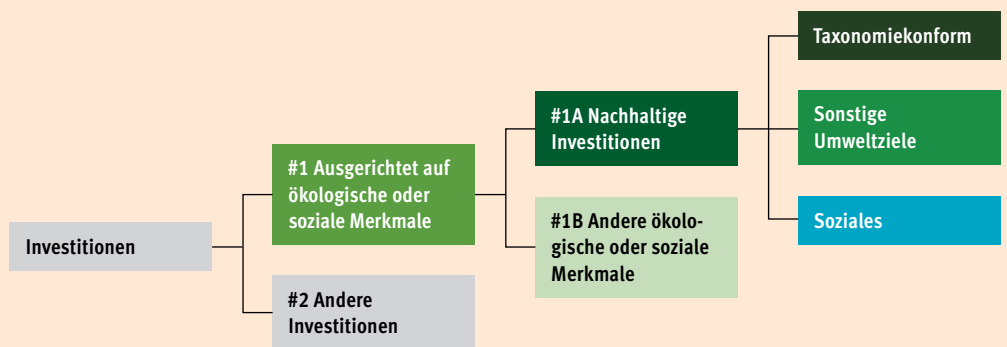 Investitionen
#1 Ausgerichtet auf
ökologische oder
soziale Merkmale
#2 Andere
Investitionen
#1A Nachhaltige
Investitionen
#1B Andere ökolo-
gische oder soziale
Merkmale
Taxonomiekonform
Sonstige
Umweltziele
Soziales